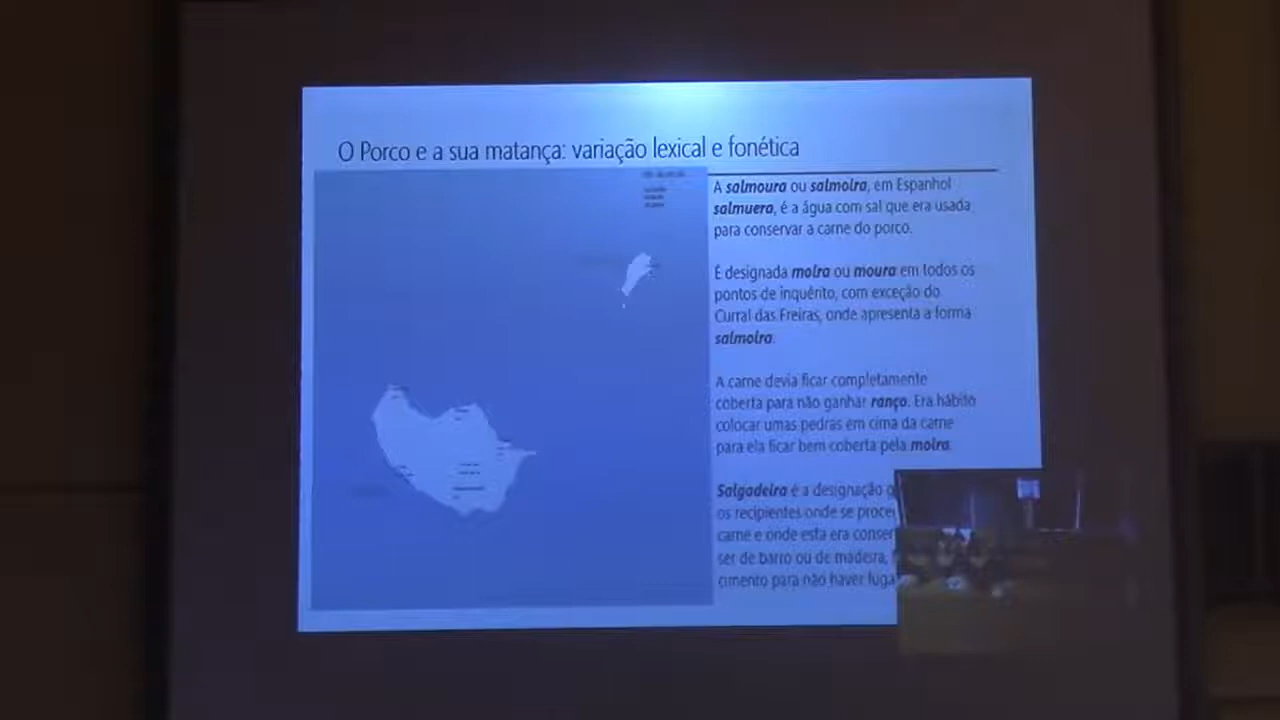 O Porco e a sua matança: variação lexical e fonética
A salmoura ou salmoira, em Espanhol
salmuera, é a água com sal que era usada
para conservar a carne do porco.
É designada moira ou moura em todos os
pontos de inquérito, com exceção do
Curral das Freiras, onde apresenta a forma
salmoira.
A carne devia ficar completamente
coberta para não ganhar ranço. Era hábito
colocar umas pedras em cima da carne
para ela ficar bem coberta pela moira.
Salgadeira é a designação
os recipientes onde se
carne e onde esta era
ser de barro ou de madeira,
cimento para não haver